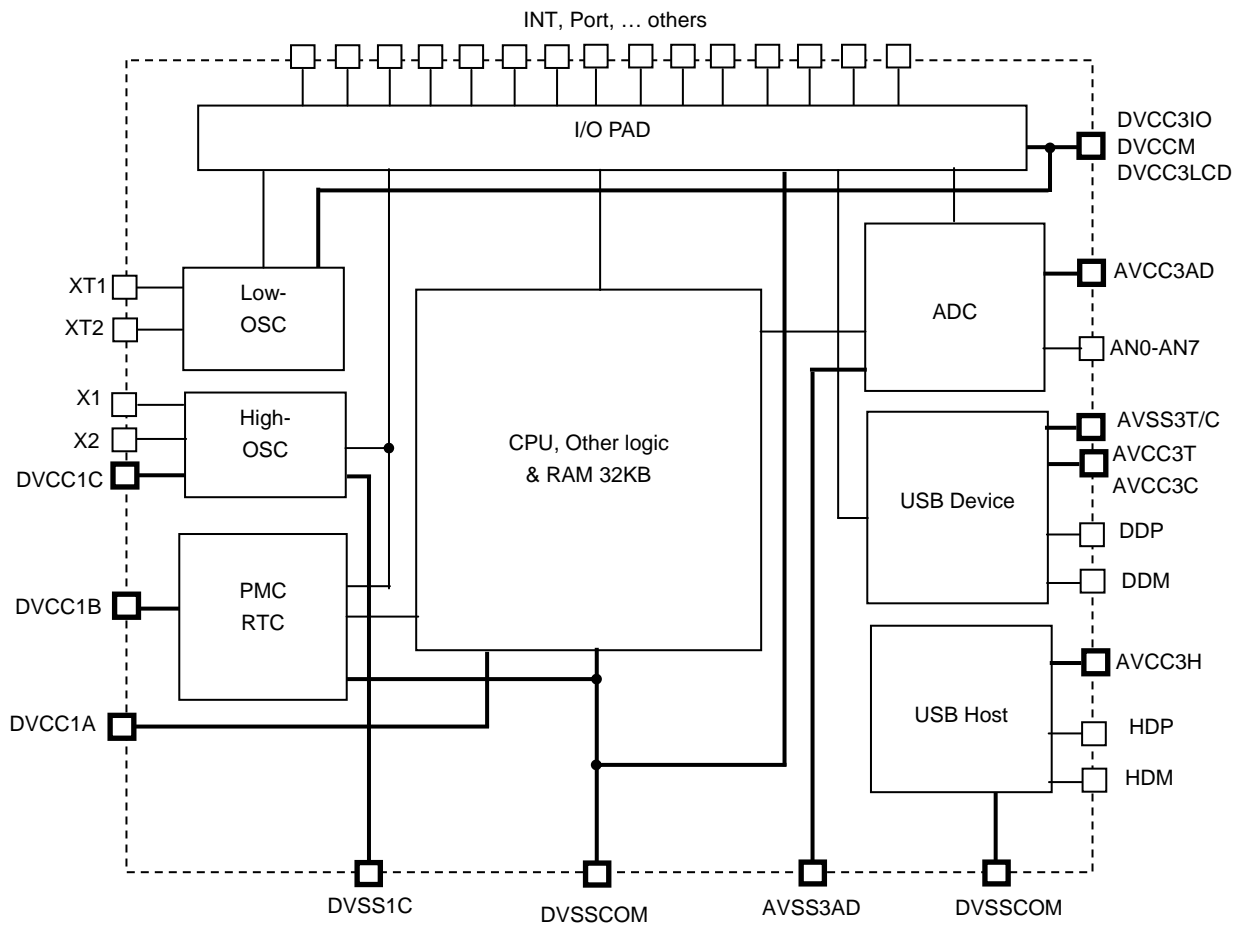 INT, Port, … others
I/O PAD
DVCC3IO
DVCCM
DVCC3LCD
XT1
XT2
Low-
OSC
ADC
AVCC3AD
AN0-AN7
X1
X2
DVCC1C
High-
OSC
CPU, Other logic
& RAM 32KB
USB Device
AVSS3T/C
AVCC3T
AVCC3C
DDP
DDM
DVCC1B
PMC
RTC
DVCC1A
USB Host
AVCC3H
HDP
HDM
DVSS1C
DVSSCOM
AVSS3AD
DVSSCOM